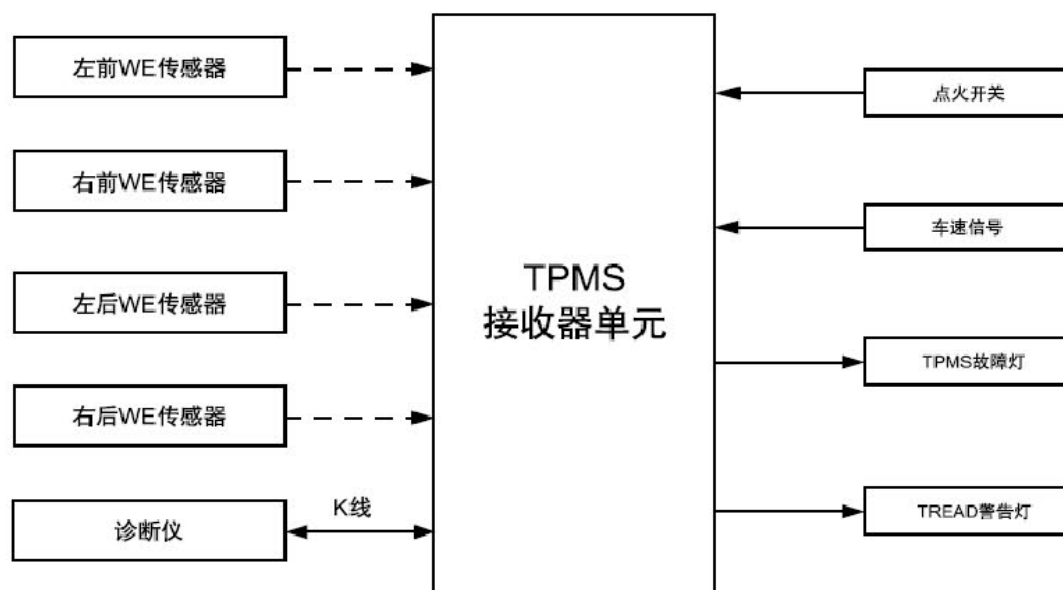 左前WE传感器
右前WE传感器
左后WE传感器
右后WE传感器
诊断仪
K线
TPMS
接收器单元
点火开关
车速信号
TPMS故障灯
TREAD警告灯